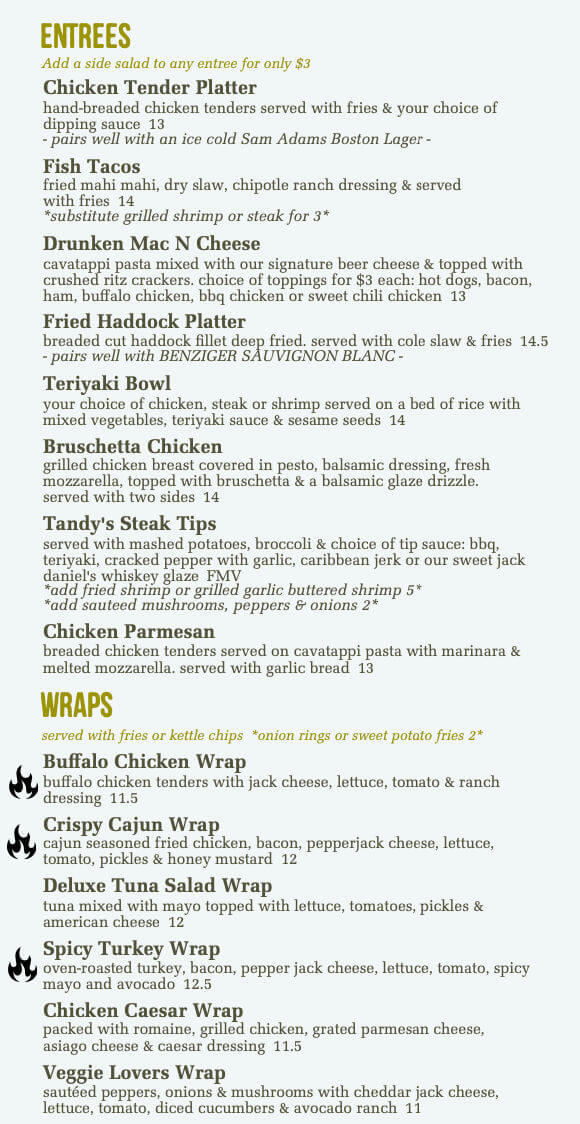 ENTREES
Add a side salad to any entree for only $3
Chicken Tender Platter
hand-breaded chicken tenders served with fries & your choice of
dipping sauce 13
- pairs well with an ice cold Sam Adams Boston Lager -
Fish Tacos
fried mahi mahi, dry slaw, chipotle ranch dressing & served
with fries 14
*substitute grilled shrimp or steak for 3*
Drunken Mac N Cheese
cavatappi pasta mixed with our signature beer cheese & topped with
crushed ritz crackers. choice of toppings for $3 each: hot dogs, bacon,
ham, buffalo chicken, bbq chicken or sweet chili chicken 13
Fried Haddock Platter
breaded cut haddock fillet deep fried. served with cole slaw & fries 14.5
- pairs well with BENZIGER SAUVIGNON BLANC -
Teriyaki Bowl
your choice of chicken, steak or shrimp served on a bed of rice with
mixed vegetables, teriyaki sauce & sesame seeds 14
Bruschetta Chicken
grilled chicken breast covered in pesto, balsamic dressing, fresh
mozzarella, topped with bruschetta & a balsamic glaze drizzle.
served with two sides 14
Tandy's Steak Tips
served with mashed potatoes, broccoli & choice of tip sauce: bbq,
teriyaki, cracked pepper with garlic, caribbean jerk or our sweet jack
daniel's whiskey glaze FMV
*add fried shrimp or grilled garlic buttered shrimp 5*
*add sauteed mushrooms, peppers & onions 2*
Chicken Parmesan
breaded chicken tenders served on cavatappi pasta with marinara &
melted mozzarella. served with garlic bread 13
WRAPS
served with fries or kettle chips *onion rings or sweet potato fries 2*
Buffalo Chicken Wrap
buffalo chicken tenders with jack cheese, lettuce, tomato & ranch
dressing 11.5
Crispy Cajun Wrap
cajun seasoned fried chicken, bacon, pepperjack cheese, lettuce,
tomato, pickles & honey mustard 12
Deluxe Tuna Salad Wrap
tuna mixed with mayo topped with lettuce, tomatoes, pickles &
american cheese 12
Spicy Turkey Wrap
oven-roasted turkey, bacon, pepper jack cheese, lettuce, tomato, spicy
mayo and avocado 12.5
Chicken Caesar Wrap
packed with romaine, grilled chicken, grated parmesan cheese,
asiago cheese & caesar dressing 11.5
Veggie Lovers Wrap
sautéed peppers, onions & mushrooms with cheddar jack cheese,
lettuce, tomato, diced cucumbers & avocado ranch 11